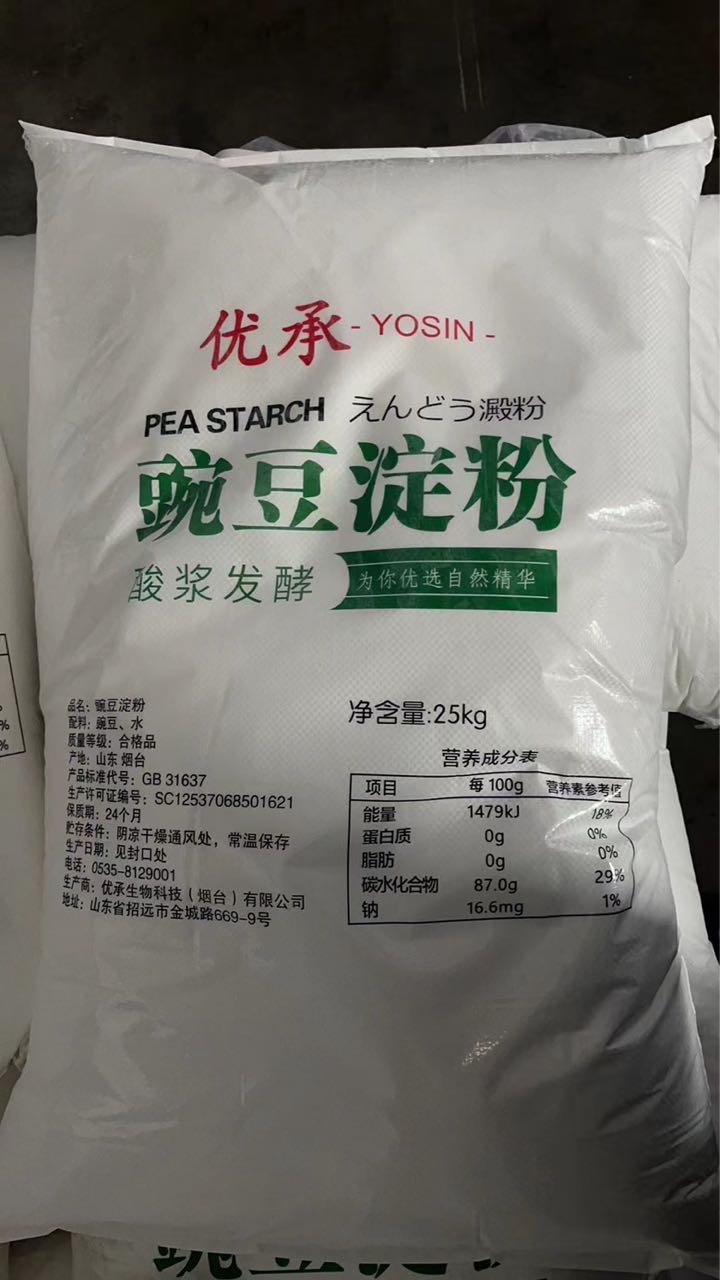 优承 - YOSIN -
PEA STARCH えんどう澱粉
豌豆淀粉
酸浆发酵 为你优选自然精华
品名: 豌豆淀粉
配料: 豌豆、水
质量等级: 合格品
产地: 山东 烟台
产品标准代号: GB 31637
生产许可证编号: SC12537068501621
保质期: 24个月
贮存条件: 阴凉干燥通风处，常温保存
生产日期: 见封口处
电话: 0535-8129001
生产商: 优承生物科技（烟台）有限公司
地址: 山东省招远市金城路669-9号
净含量:25kg
营养成分表
项目 每 100g 营养素参考值
能量 1479kJ 18%
蛋白质 0g 0%
脂肪 0g 0%
碳水化合物 87.0g 29%
钠 16.6mg 1%